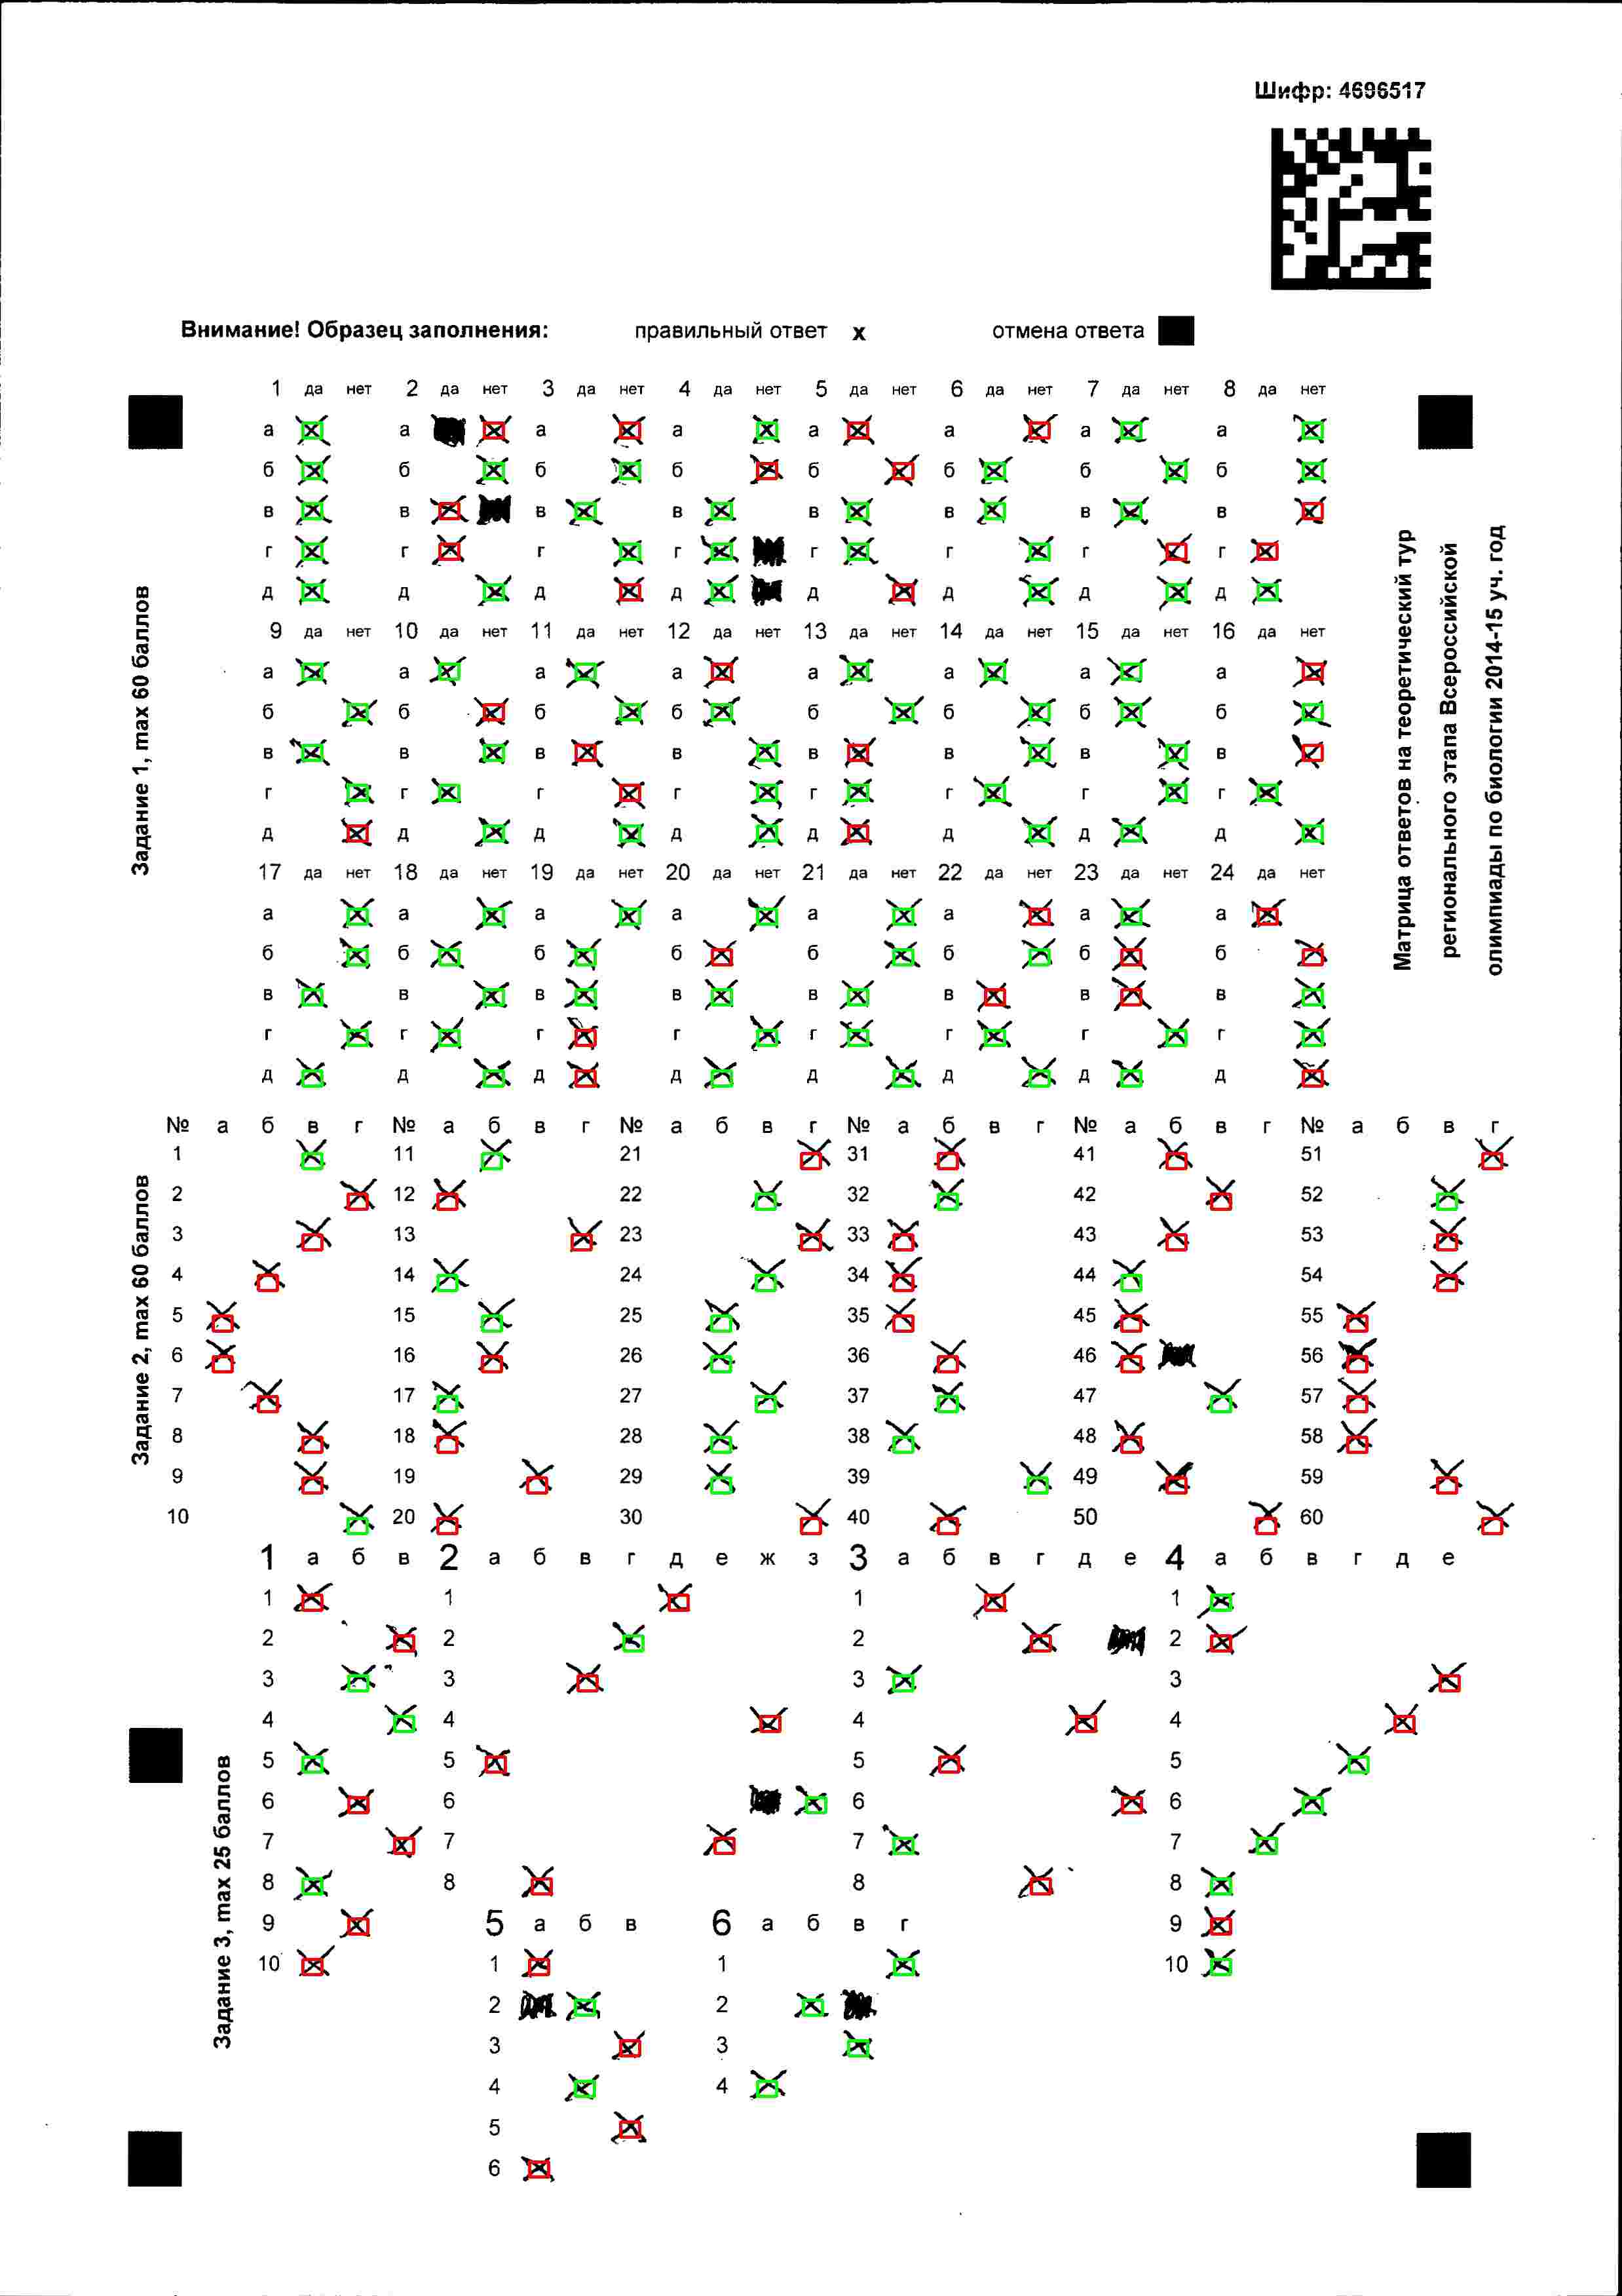 Шифр: 4696517
Внимание! Образец заполнения: правильный ответ x отмена ответа
1 да нет 2 да нет 3 да нет 4 да нет 5 да нет 6 да нет 7 да нет 8 да нет
а а а а а а а а
б б б б б б б б
в в в в в в в в
г г г г г г г г
д д д д д д д д
9 да нет 10 да нет 11 да нет 12 да нет 13 да нет 14 да нет 15 да нет 16 да нет
а а а а а а а а
б б б б б б б б
в в в в в в в в
г г г г г г г г
д д д д д д д д
17 да нет 18 да нет 19 да нет 20 да нет 21 да нет 22 да нет 23 да нет 24 да нет
а а а а а а а а
б б б б б б б б
в в в в в в в в
г г г г г г г г
д д д д д д д д
Задание 1, max 60 баллов
Матрица ответов на теоретический тур
регионального этапа Всероссийской
олимпиады по биологии 2014-15 уч. год
№ а б в г № а б в г № а б в г № а б в г № а б в г № а б в г
1 11 21 31 41 51
2 12 22 32 42 52
3 13 23 33 43 53
4 14 24 34 44 54
5 15 25 35 45 55
6 16 26 36 46 56
7 17 27 37 47 57
8 18 28 38 48 58
9 19 29 39 49 59
10 20 30 40 50 60
Задание 2, max 60 баллов
1 а б в 2 а б в г д е ж з 3 а б в г д е 4 а б в г д е
1 1 1 1
2 2 2 2
3 3 3 3
4 4 4 4
5 5 5 5
6 6 6 6
7 7 7 7
8 8 8 8
9 5 а б в 6 а б в г 9
10 1 1 10
2 2
3 3
4 4
5
6
Задание 3, max 25 баллов